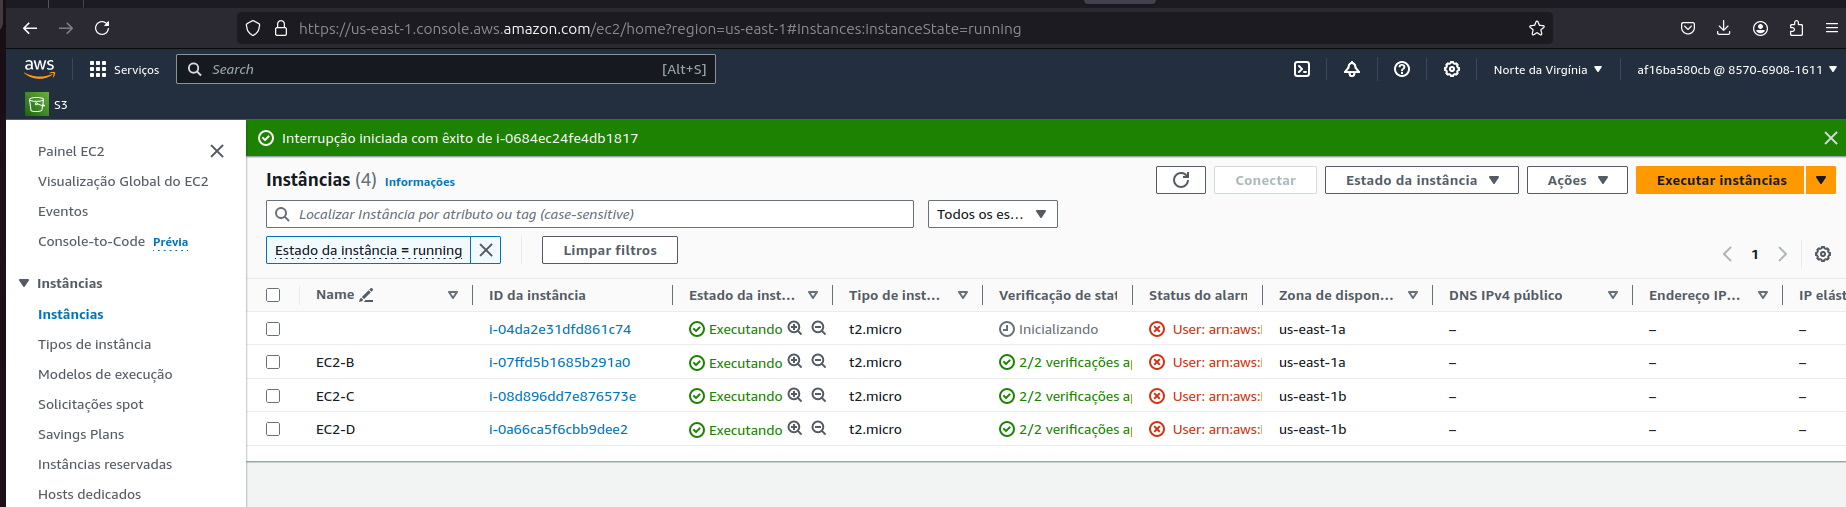 https://us-east-1.console.aws.amazon.com/ec2/home?region=us-east-1#Instances:instanceState=running
aws Serviços Search [Alt+S] Norte da Virgínia af16ba580cb @ 8570-6908-1611
S3
Interrupção iniciada com êxito de i-0684ec24fe4db1817
Painel EC2
Visualização Global do EC2
Eventos
Console-to-Code Prévia
Instâncias
Instâncias
Tipos de instância
Modelos de execução
Solicitações spot
Savings Plans
Instâncias reservadas
Hosts dedicados
Instâncias (4) Informações
Conectar Estado da instância Ações Executar instâncias
Localizar Instância por atributo ou tag (case-sensitive) Todos os es...
Estado da instância = running Limpar filtros
1
Name ID da instância Estado da inst... Tipo de inst... Verificação de stat Status do alarn Zona de dispon... DNS IPv4 público Endereço IP... IP elást
i-04da2e31dfd861c74 Executando t2.micro Inicializando User: arn:aws:i us-east-1a – – –
EC2-B i-07ffd5b1685b291a0 Executando t2.micro 2/2 verificações a User: arn:aws:i us-east-1a – – –
EC2-C i-08d896dd7e876573e Executando t2.micro 2/2 verificações a User: arn:aws:i us-east-1b – – –
EC2-D i-0a66ca5f6cbb9dee2 Executando t2.micro 2/2 verificações a User: arn:aws:i us-east-1b – – –